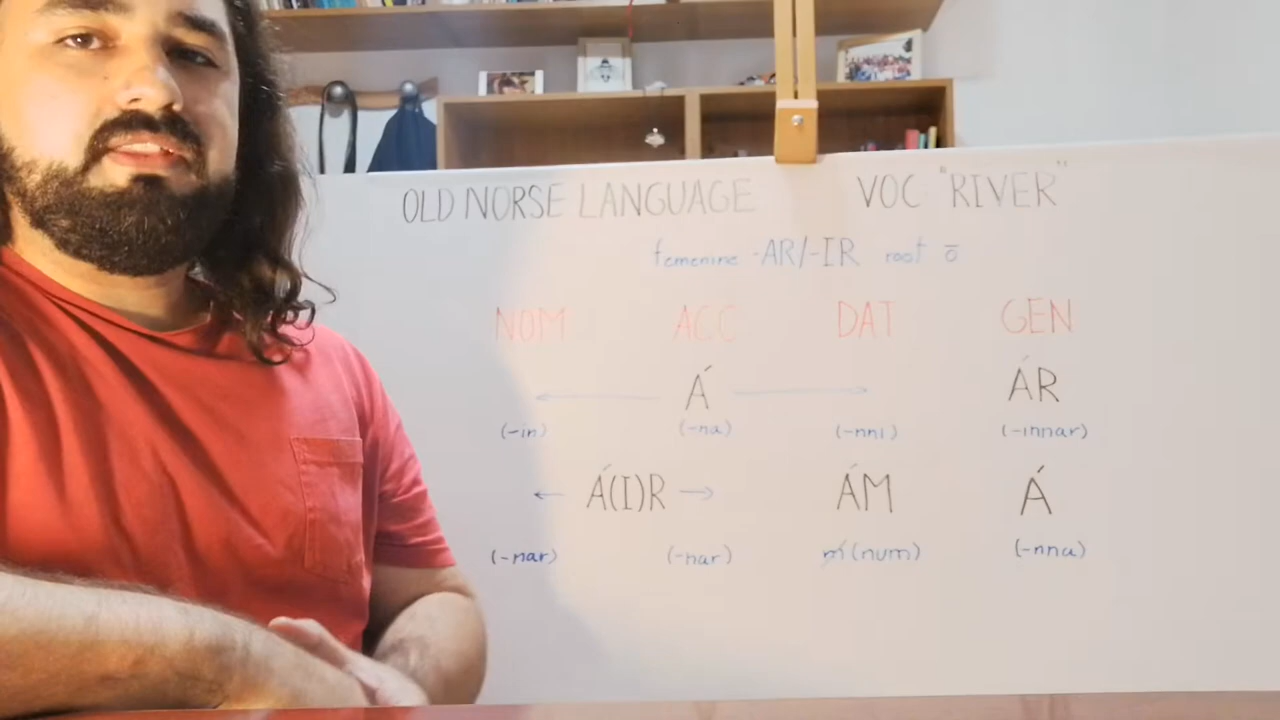 OLD NORSE LANGUAGE VOC "RIVER"
femenine -AR/-IR root ō
NOM ACC DAT GEN
← Á → ÁR
(-in) (-na) (-nni) (-innar)
← Á(I)R → ÁM Á
(-nar) (-nar) m (num) (-nna)